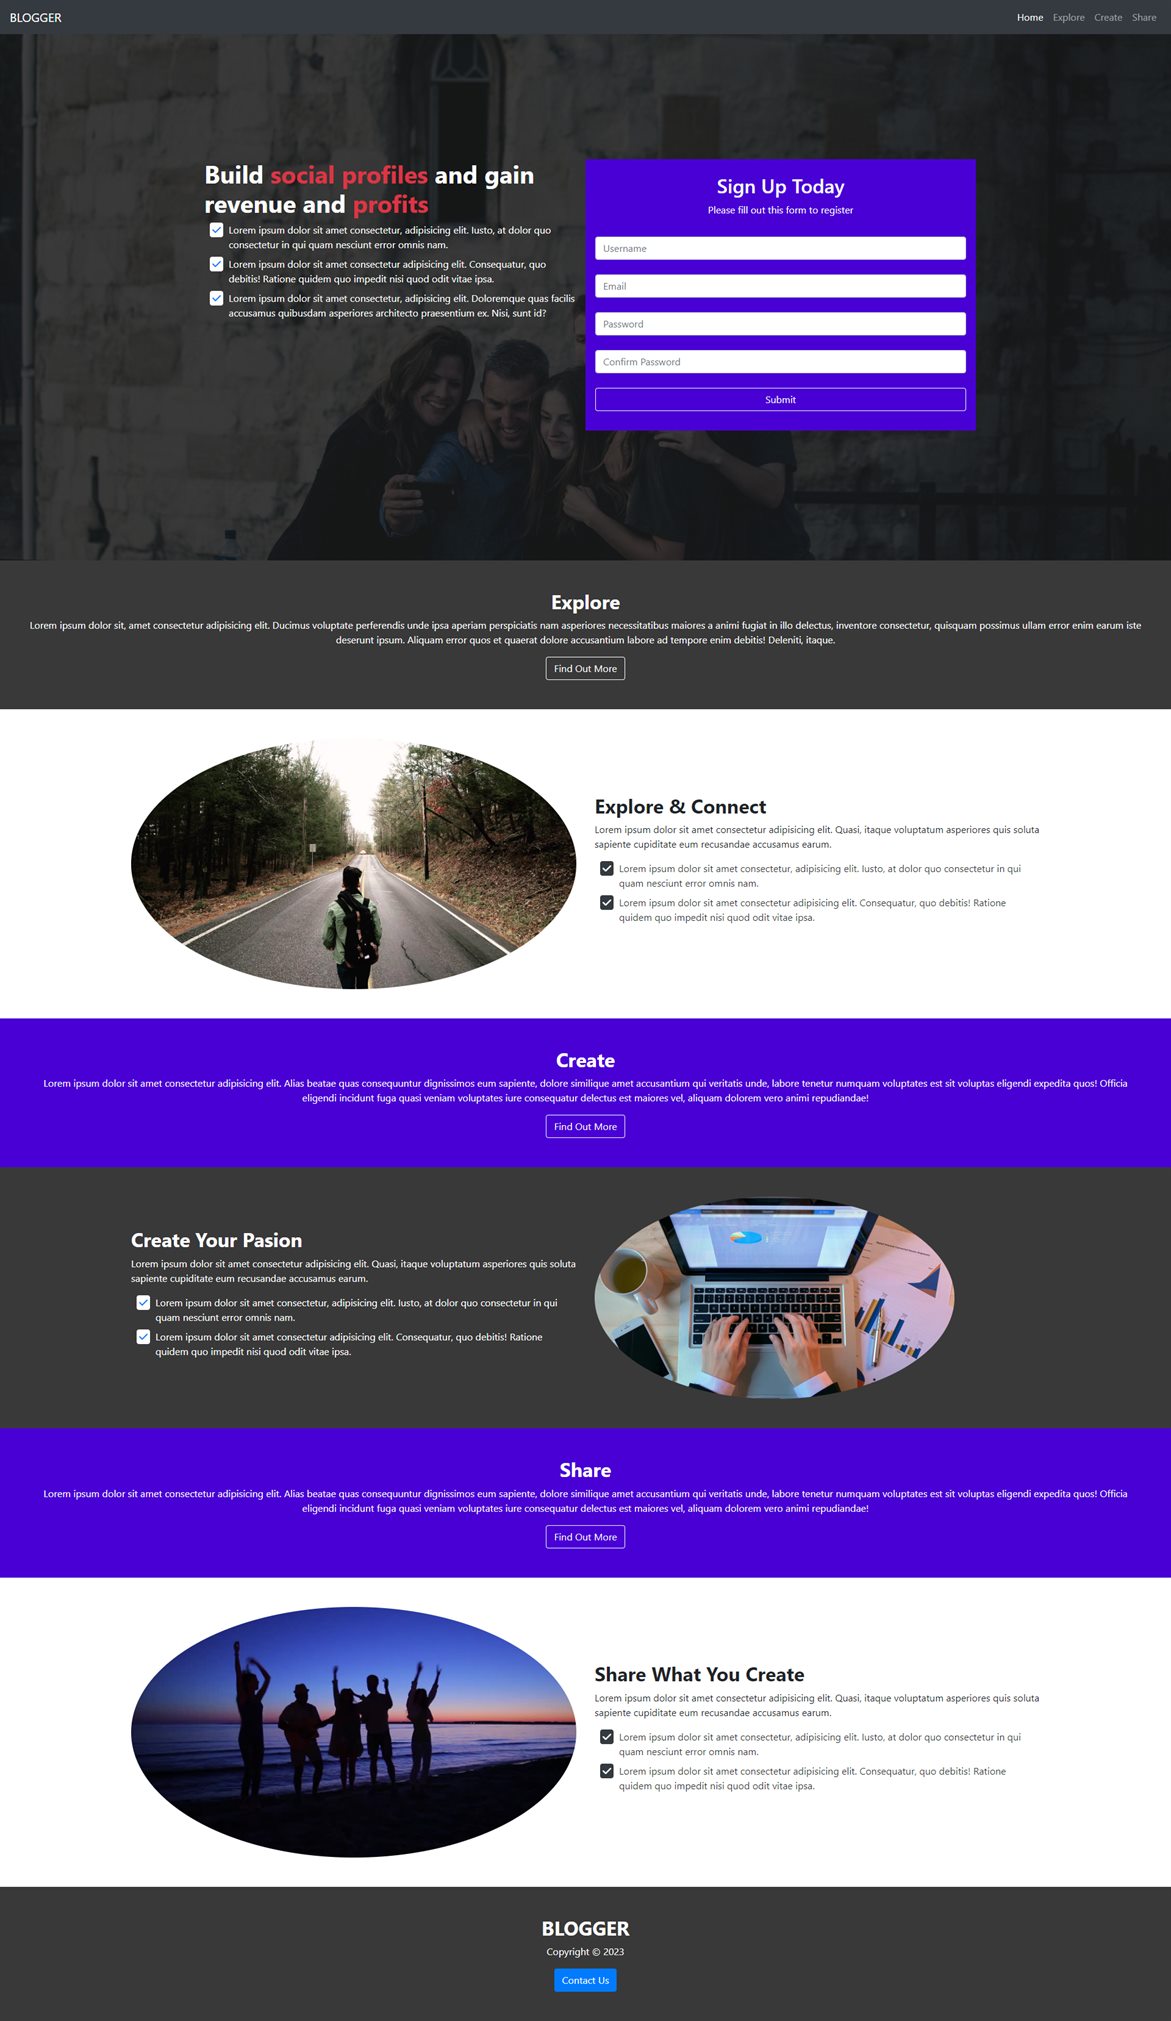 BLOGGER
Home Explore Create Share
Build social profiles and gain
revenue and profits
Lorem ipsum dolor sit amet consectetur, adipisicing elit. Iusto, at dolor quo
consectetur in qui quam nesciunt error omnis nam.
Lorem ipsum dolor sit amet consectetur adipisicing elit. Consequatur, quo
debitis! Ratione quidem quo impedit nisi quod odit vitae ipsa.
Lorem ipsum dolor sit amet consectetur, adipisicing elit. Doloremque quas facilis
accusamus quibusdam asperiores architecto praesentium ex. Nisi, sunt id?
Sign Up Today
Please fill out this form to register
Username
Email
Password
Confirm Password
Submit
Explore
Lorem ipsum dolor sit, amet consectetur adipisicing elit. Ducimus voluptate perferendis unde ipsa aperiam perspiciatis nam asperiores necessitatibus maiores a animi fugiat in illo delectus, inventore consectetur, quisquam possimus ullam error enim earum iste
deserunt ipsum. Aliquam error quos et quaerat dolore accusantium labore ad tempore enim debitis! Deleniti, itaque.
Find Out More
Explore & Connect
Lorem ipsum dolor sit amet consectetur adipisicing elit. Quasi, itaque voluptatum asperiores quis soluta
sapiente cupiditate eum recusandae accusamus earum.
Lorem ipsum dolor sit amet consectetur, adipisicing elit. Iusto, at dolor quo consectetur in qui
quam nesciunt error omnis nam.
Lorem ipsum dolor sit amet consectetur adipisicing elit. Consequatur, quo debitis! Ratione
quidem quo impedit nisi quod odit vitae ipsa.
Create
Lorem ipsum dolor sit amet consectetur adipisicing elit. Alias beatae quas consequuntur dignissimos eum sapiente, dolore similique amet accusantium qui veritatis unde, labore tenetur numquam voluptates est sit voluptas eligendi expedita quos! Officia
eligendi incidunt fuga quasi veniam voluptates iure consequatur delectus est maiores vel, aliquam dolorem vero animi repudiandae!
Find Out More
Create Your Pasion
Lorem ipsum dolor sit amet consectetur adipisicing elit. Quasi, itaque voluptatum asperiores quis soluta
sapiente cupiditate eum recusandae accusamus earum.
Lorem ipsum dolor sit amet consectetur, adipisicing elit. Iusto, at dolor quo consectetur in qui
quam nesciunt error omnis nam.
Lorem ipsum dolor sit amet consectetur adipisicing elit. Consequatur, quo debitis! Ratione
quidem quo impedit nisi quod odit vitae ipsa.
Share
Lorem ipsum dolor sit amet consectetur adipisicing elit. Alias beatae quas consequuntur dignissimos eum sapiente, dolore similique amet accusantium qui veritatis unde, labore tenetur numquam voluptates est sit voluptas eligendi expedita quos! Officia
eligendi incidunt fuga quasi veniam voluptates iure consequatur delectus est maiores vel, aliquam dolorem vero animi repudiandae!
Find Out More
Share What You Create
Lorem ipsum dolor sit amet consectetur adipisicing elit. Quasi, itaque voluptatum asperiores quis soluta
sapiente cupiditate eum recusandae accusamus earum.
Lorem ipsum dolor sit amet consectetur, adipisicing elit. Iusto, at dolor quo consectetur in qui
quam nesciunt error omnis nam.
Lorem ipsum dolor sit amet consectetur adipisicing elit. Consequatur, quo debitis! Ratione
quidem quo impedit nisi quod odit vitae ipsa.
BLOGGER
Copyright © 2023
Contact Us